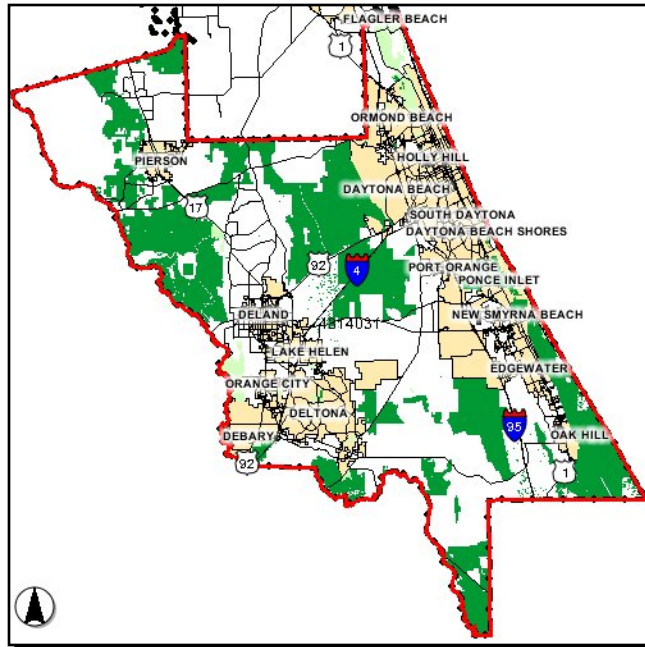 FLAGLER BEACH
1
ORMOND BEACH
HOLLY HILL
PIERSON
DAYTONA BEACH
17
SOUTH DAYTONA
DAYTONA BEACH SHORES
92
4
PORT ORANGE
PONCE INLET
DELAND
4314031
NEW SMYRNA BEACH
LAKE HELEN
EDGEWATER
ORANGE CITY
DELTONA
95
DEBARY
OAK HILL
92
1